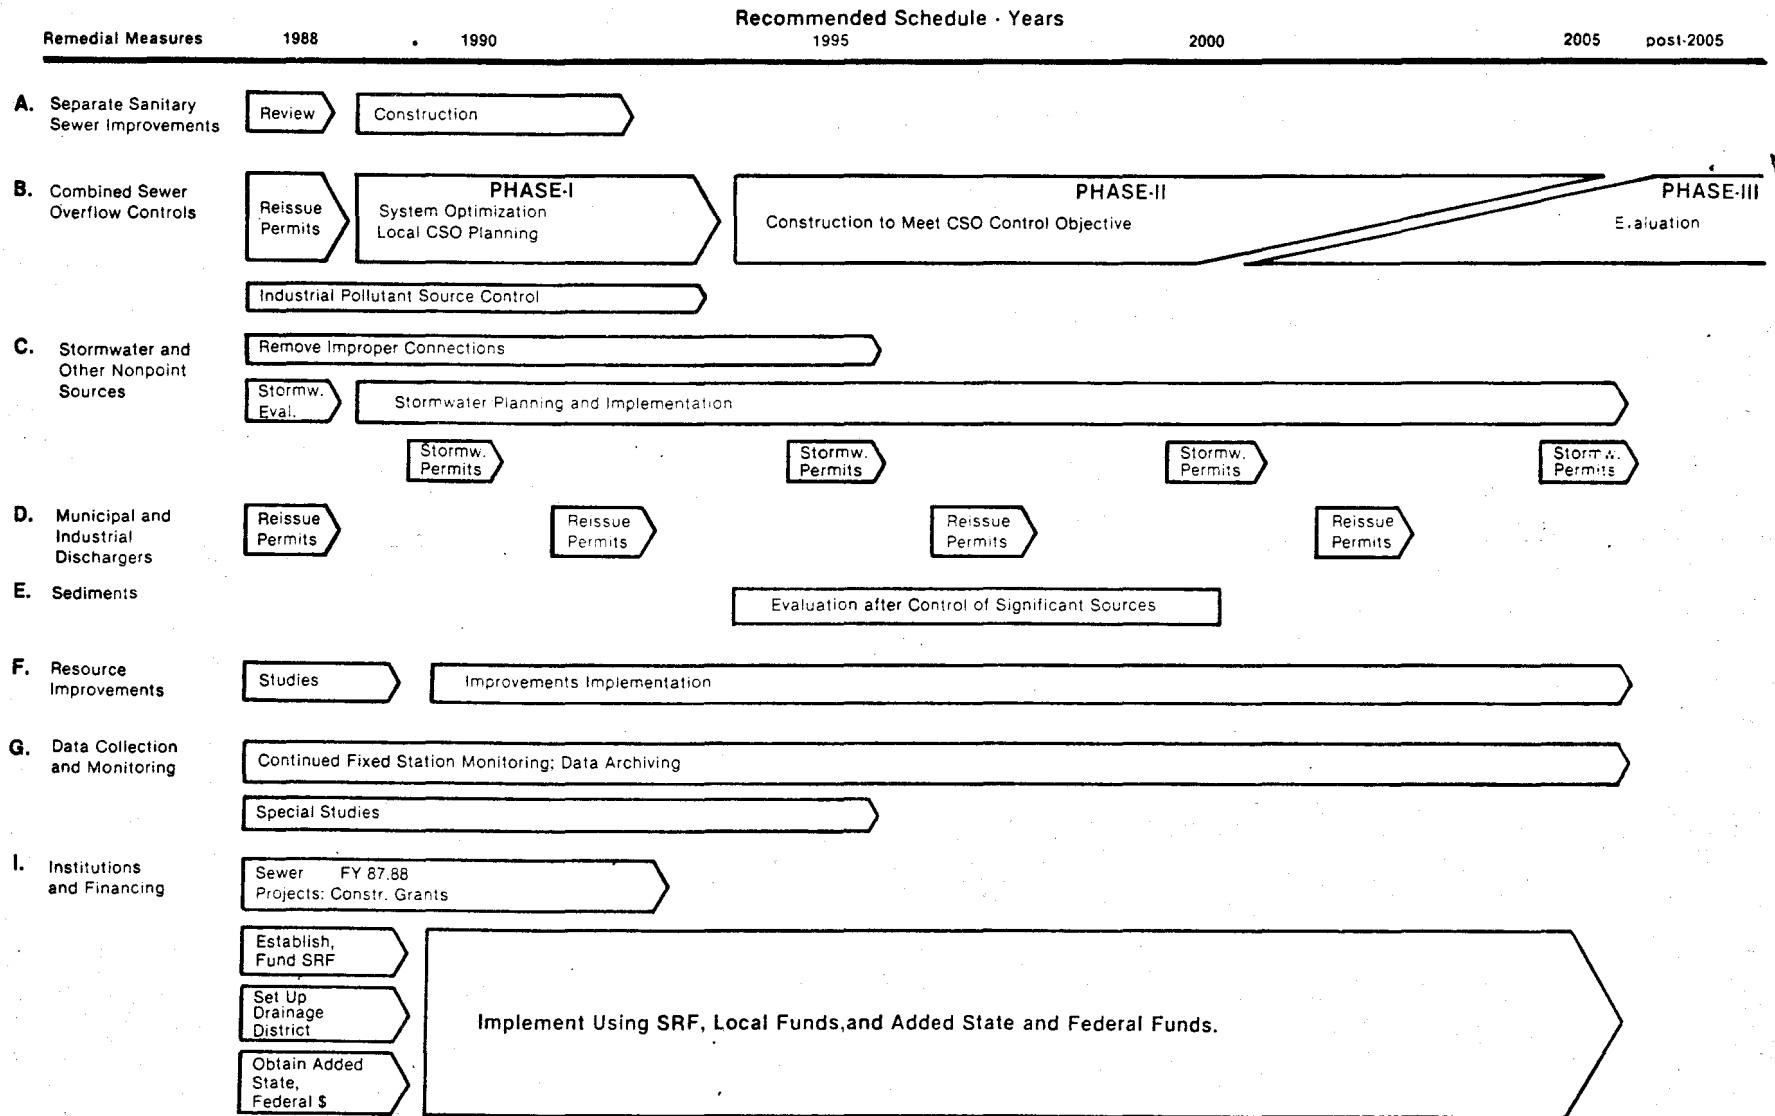 Recommended Schedule · Years
Remedial Measures 1988 1990 1995 2000 2005 post-2005
A. Separate Sanitary
Sewer Improvements
Review
Construction
B. Combined Sewer
Overflow Controls
Reissue
Permits
PHASE-I
System Optimization
Local CSO Planning
PHASE-II
Construction to Meet CSO Control Objective
PHASE-III
Industrial Pollutant Source Control
C. Stormwater and
Other Nonpoint
Sources
Remove Improper Connections
Stormw.
Eval.
Stormwater Planning and Implementation
Stormw.
Permits
Stormw.
Permits
Stormw.
Permits
Permits
D. Municipal and
Industrial
Dischargers
Reissue
Permits
Reissue
Permits
Reissue
Permits
Reissue
Permits
E. Sediments
Evaluation after Control of Significant Sources
F. Resource
Improvements
Studies
Improvements Implementation
G. Data Collection
and Monitoring
Continued Fixed Station Monitoring; Data Archiving
Special Studies
I. Institutions
and Financing
Sewer FY 87.88
Projects: Constr. Grants
Establish,
Fund SRF
Set Up
Drainage
District
Obtain Added
State,
Federal $
Implement Using SRF, Local Funds,and Added State and Federal Funds.